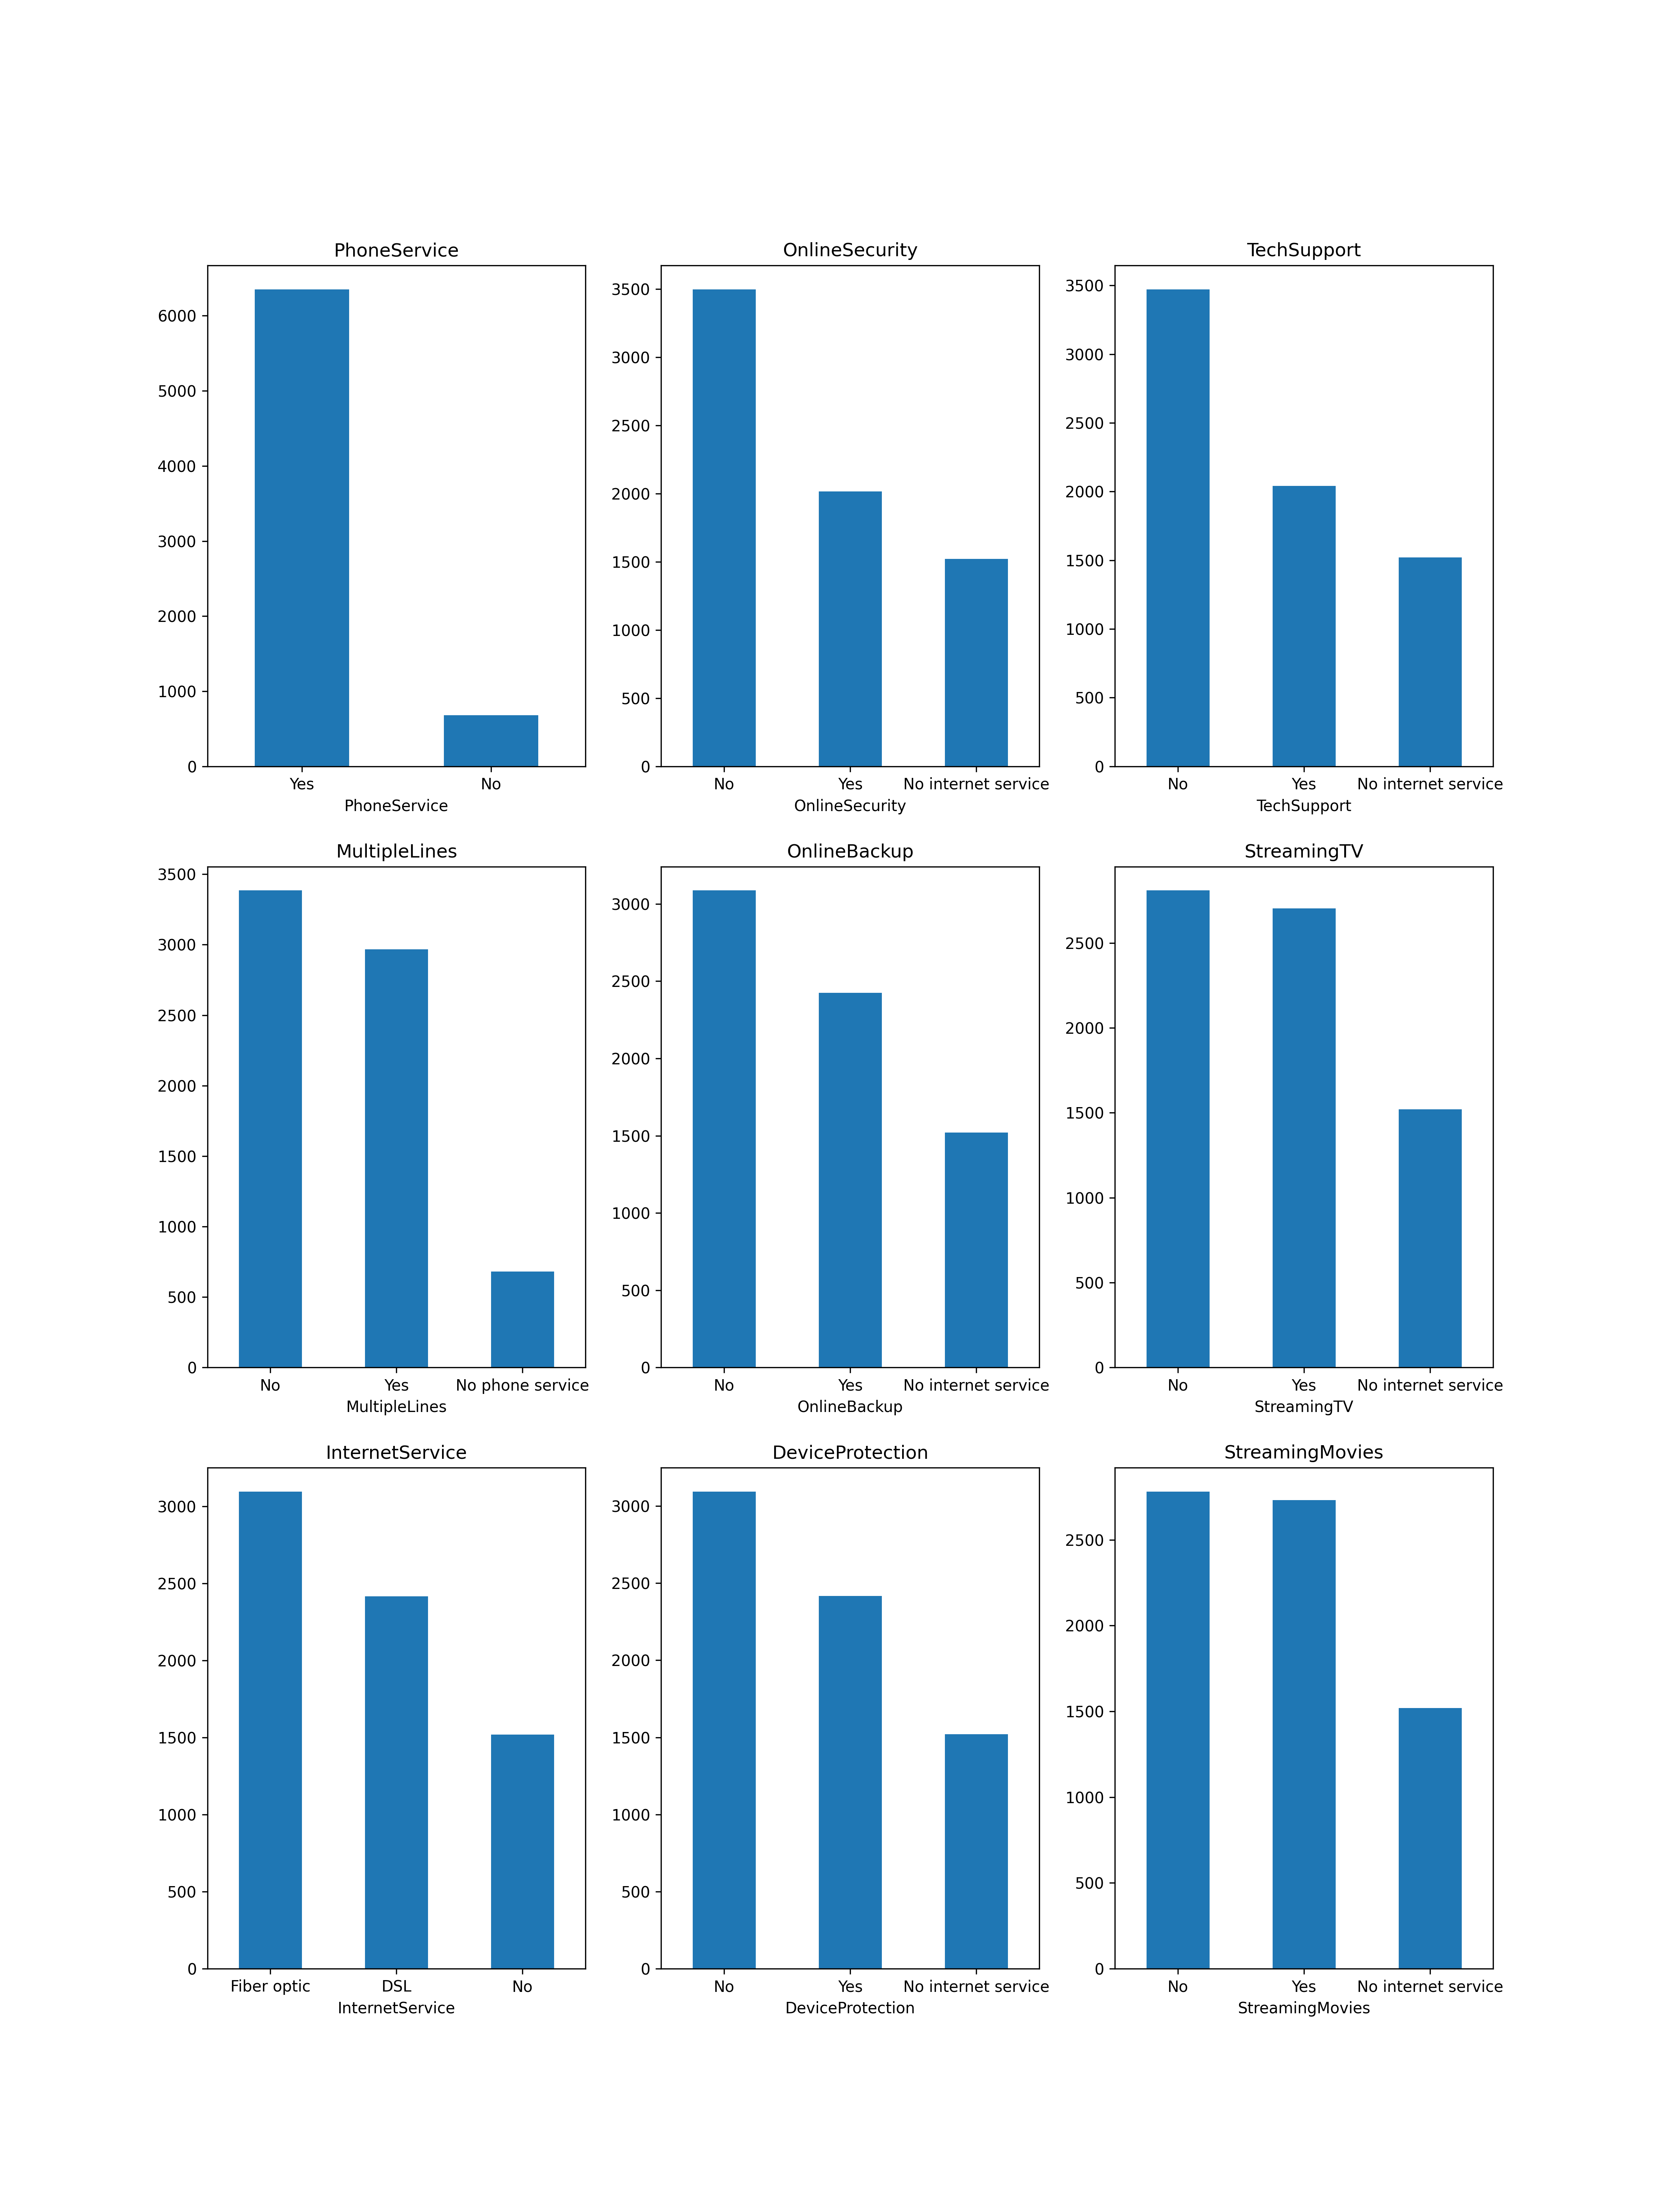 PhoneService
6000
5000
4000
3000
2000
1000
0
Yes No
PhoneService
OnlineSecurity
3500
3000
2500
2000
1500
1000
500
0
No Yes No internet service
OnlineSecurity
TechSupport
3500
3000
2500
2000
1500
1000
500
0
No Yes No internet service
TechSupport
MultipleLines
3500
3000
2500
2000
1500
1000
500
0
No Yes No phone service
MultipleLines
OnlineBackup
3000
2500
2000
1500
1000
500
0
No Yes No internet service
OnlineBackup
StreamingTV
2500
2000
1500
1000
500
0
No Yes No internet service
StreamingTV
InternetService
3000
2500
2000
1500
1000
500
0
Fiber optic DSL No
InternetService
DeviceProtection
3000
2500
2000
1500
1000
500
0
No Yes No internet service
DeviceProtection
StreamingMovies
2500
2000
1500
1000
500
0
No Yes No internet service
StreamingMovies